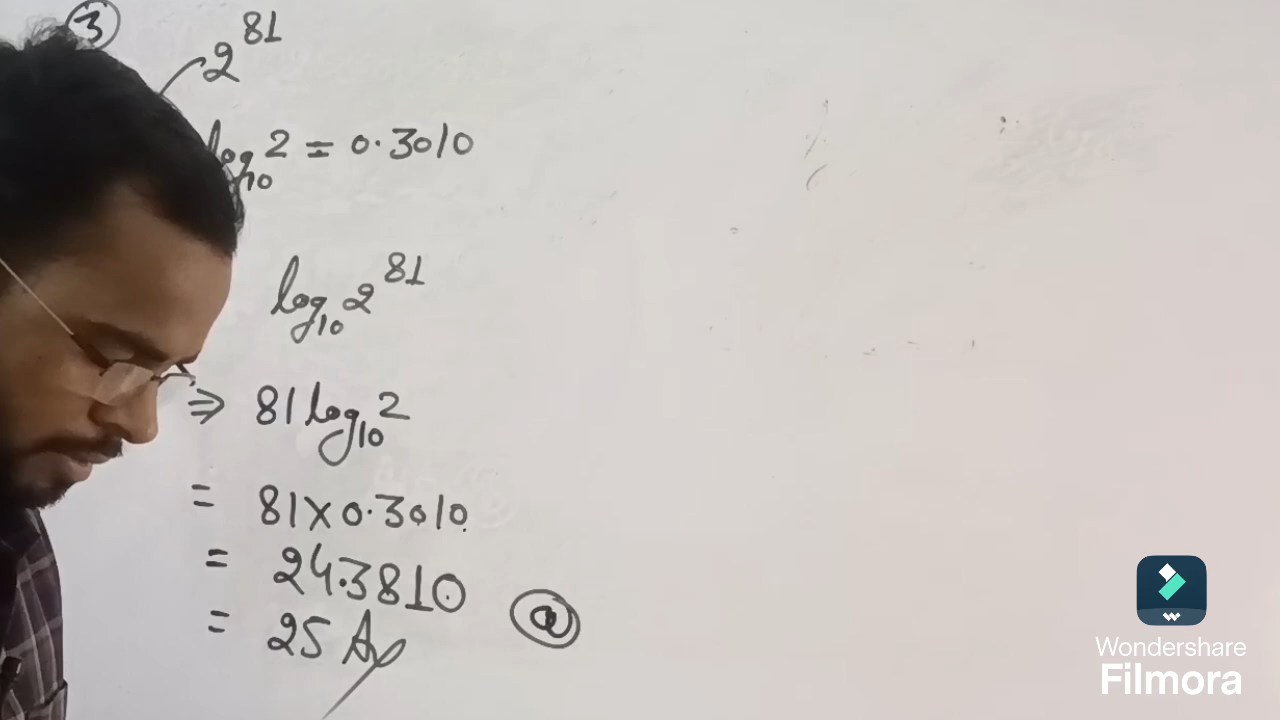 ③
2^81
log₁₀ 2 = 0.3010
log₁₀ 2^81
⇒ 81 log₁₀ 2
= 81 × 0.3010
= 24.3810
= 25 Ans
ⓐ
Wondershare
Filmora